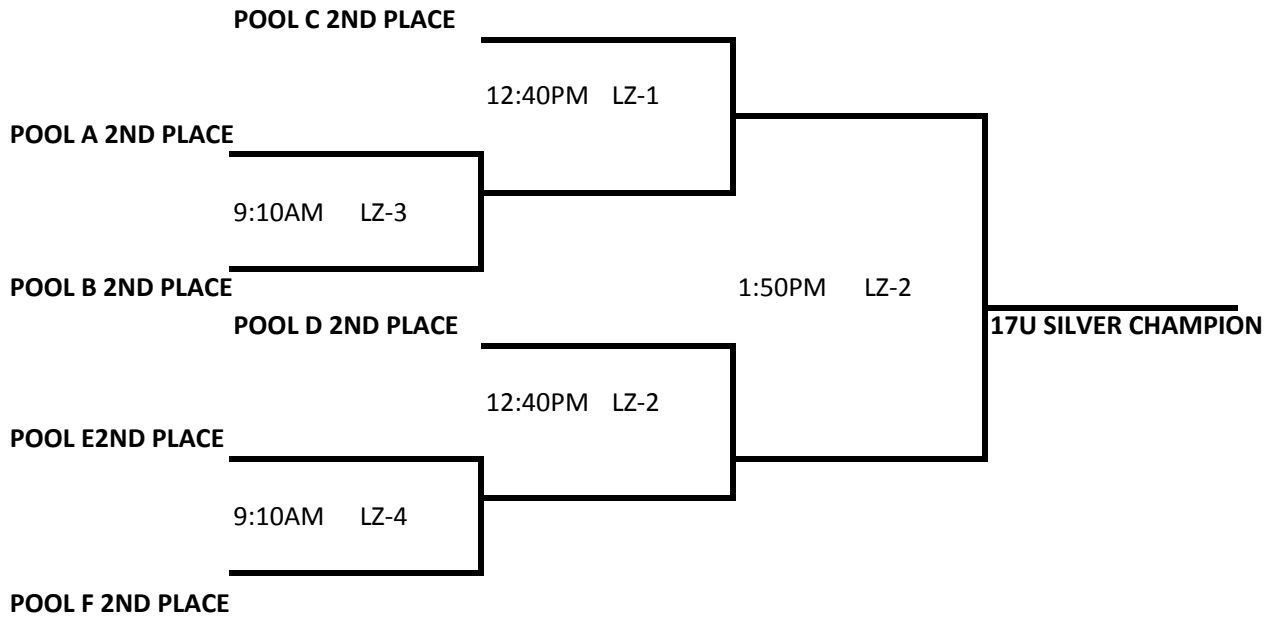 POOL C 2ND PLACE
12:40PM LZ-1
POOL A 2ND PLACE
9:10AM LZ-3
POOL B 2ND PLACE
1:50PM LZ-2
POOL D 2ND PLACE
17U SILVER CHAMPION
12:40PM LZ-2
POOL E2ND PLACE
9:10AM LZ-4
POOL F 2ND PLACE